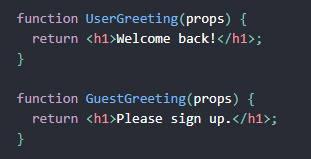 function UserGreeting(props) {
  return <h1>Welcome back!</h1>;
}

function GuestGreeting(props) {
  return <h1>Please sign up.</h1>;
}